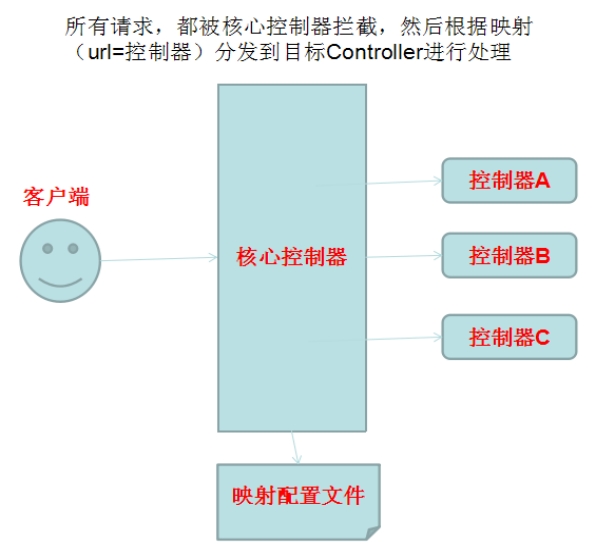 所有请求，都被核心控制器拦截，然后根据映射
（url=控制器）分发到目标Controller进行处理
客户端
控制器A
核心控制器
控制器B
控制器C
映射配置文件